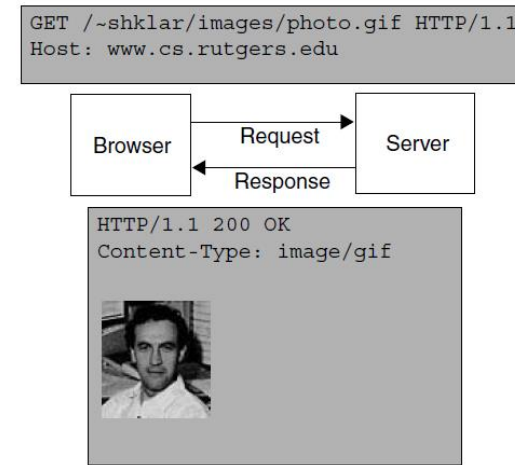 GET /~shklar/images/photo.gif HTTP/1.1
Host: www.cs.rutgers.edu
Browser
Request
Server
Response
HTTP/1.1 200 OK
Content-Type: image/gif